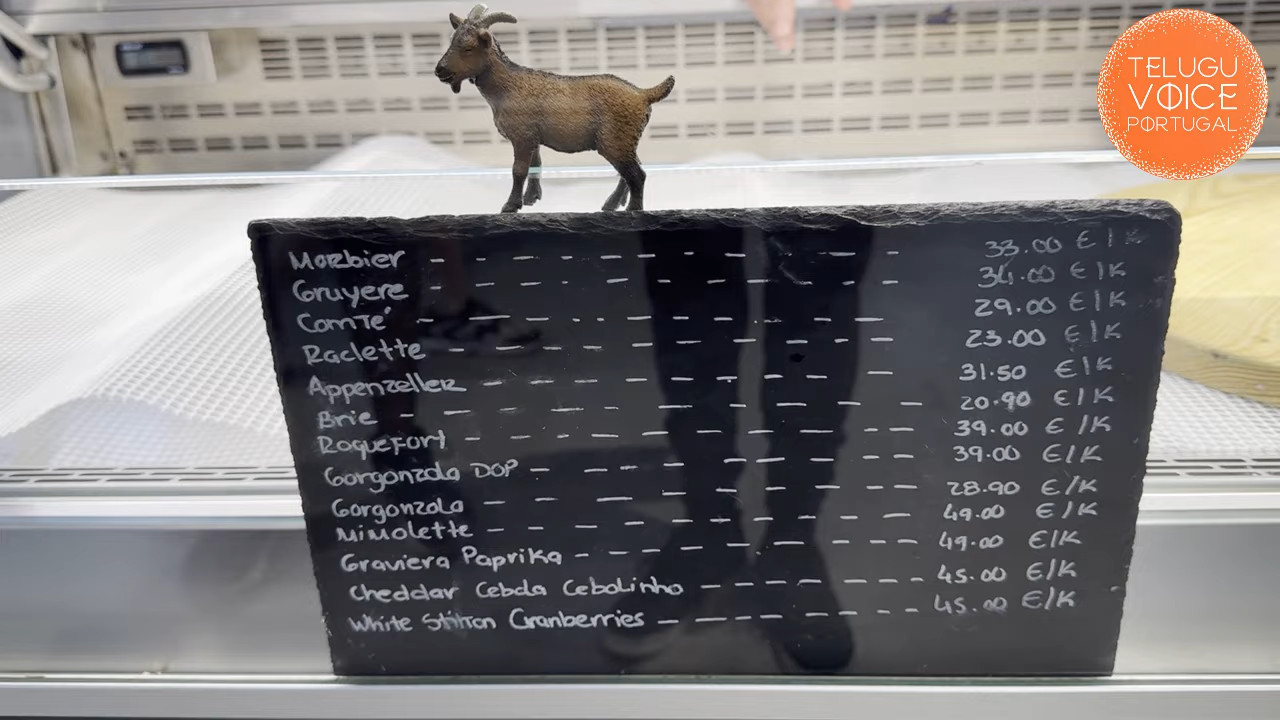 TELUGU
VOICE
PORTUGAL
Morbier - - - - - - - - - - - 33.00 €/K
Gruyere - - - - - - - - - - - 34.00 €/K
Comté - - - - - - - - - - - 29.00 €/K
Raclette - - - - - - - - - - 23.00 €/K
Appenzeller - - - - - - - - - 31.50 €/K
Brie - - - - - - - - - - - - 20.90 €/K
Roquefort - - - - - - - - - - - 39.00 €/K
Gorgonzola DOP - - - - - - - - - 39.00 €/K
Gorgonzola - - - - - - - - - - 28.90 €/K
Mimolette - - - - - - - - - - - 49.00 €/K
Graviera Paprika - - - - - - - - - 49.00 €/K
Cheddar Cebola Cebolinho - - - - - - - 45.00 €/K
White Stilton Cranberries - - - - - - - - 45.00 €/K